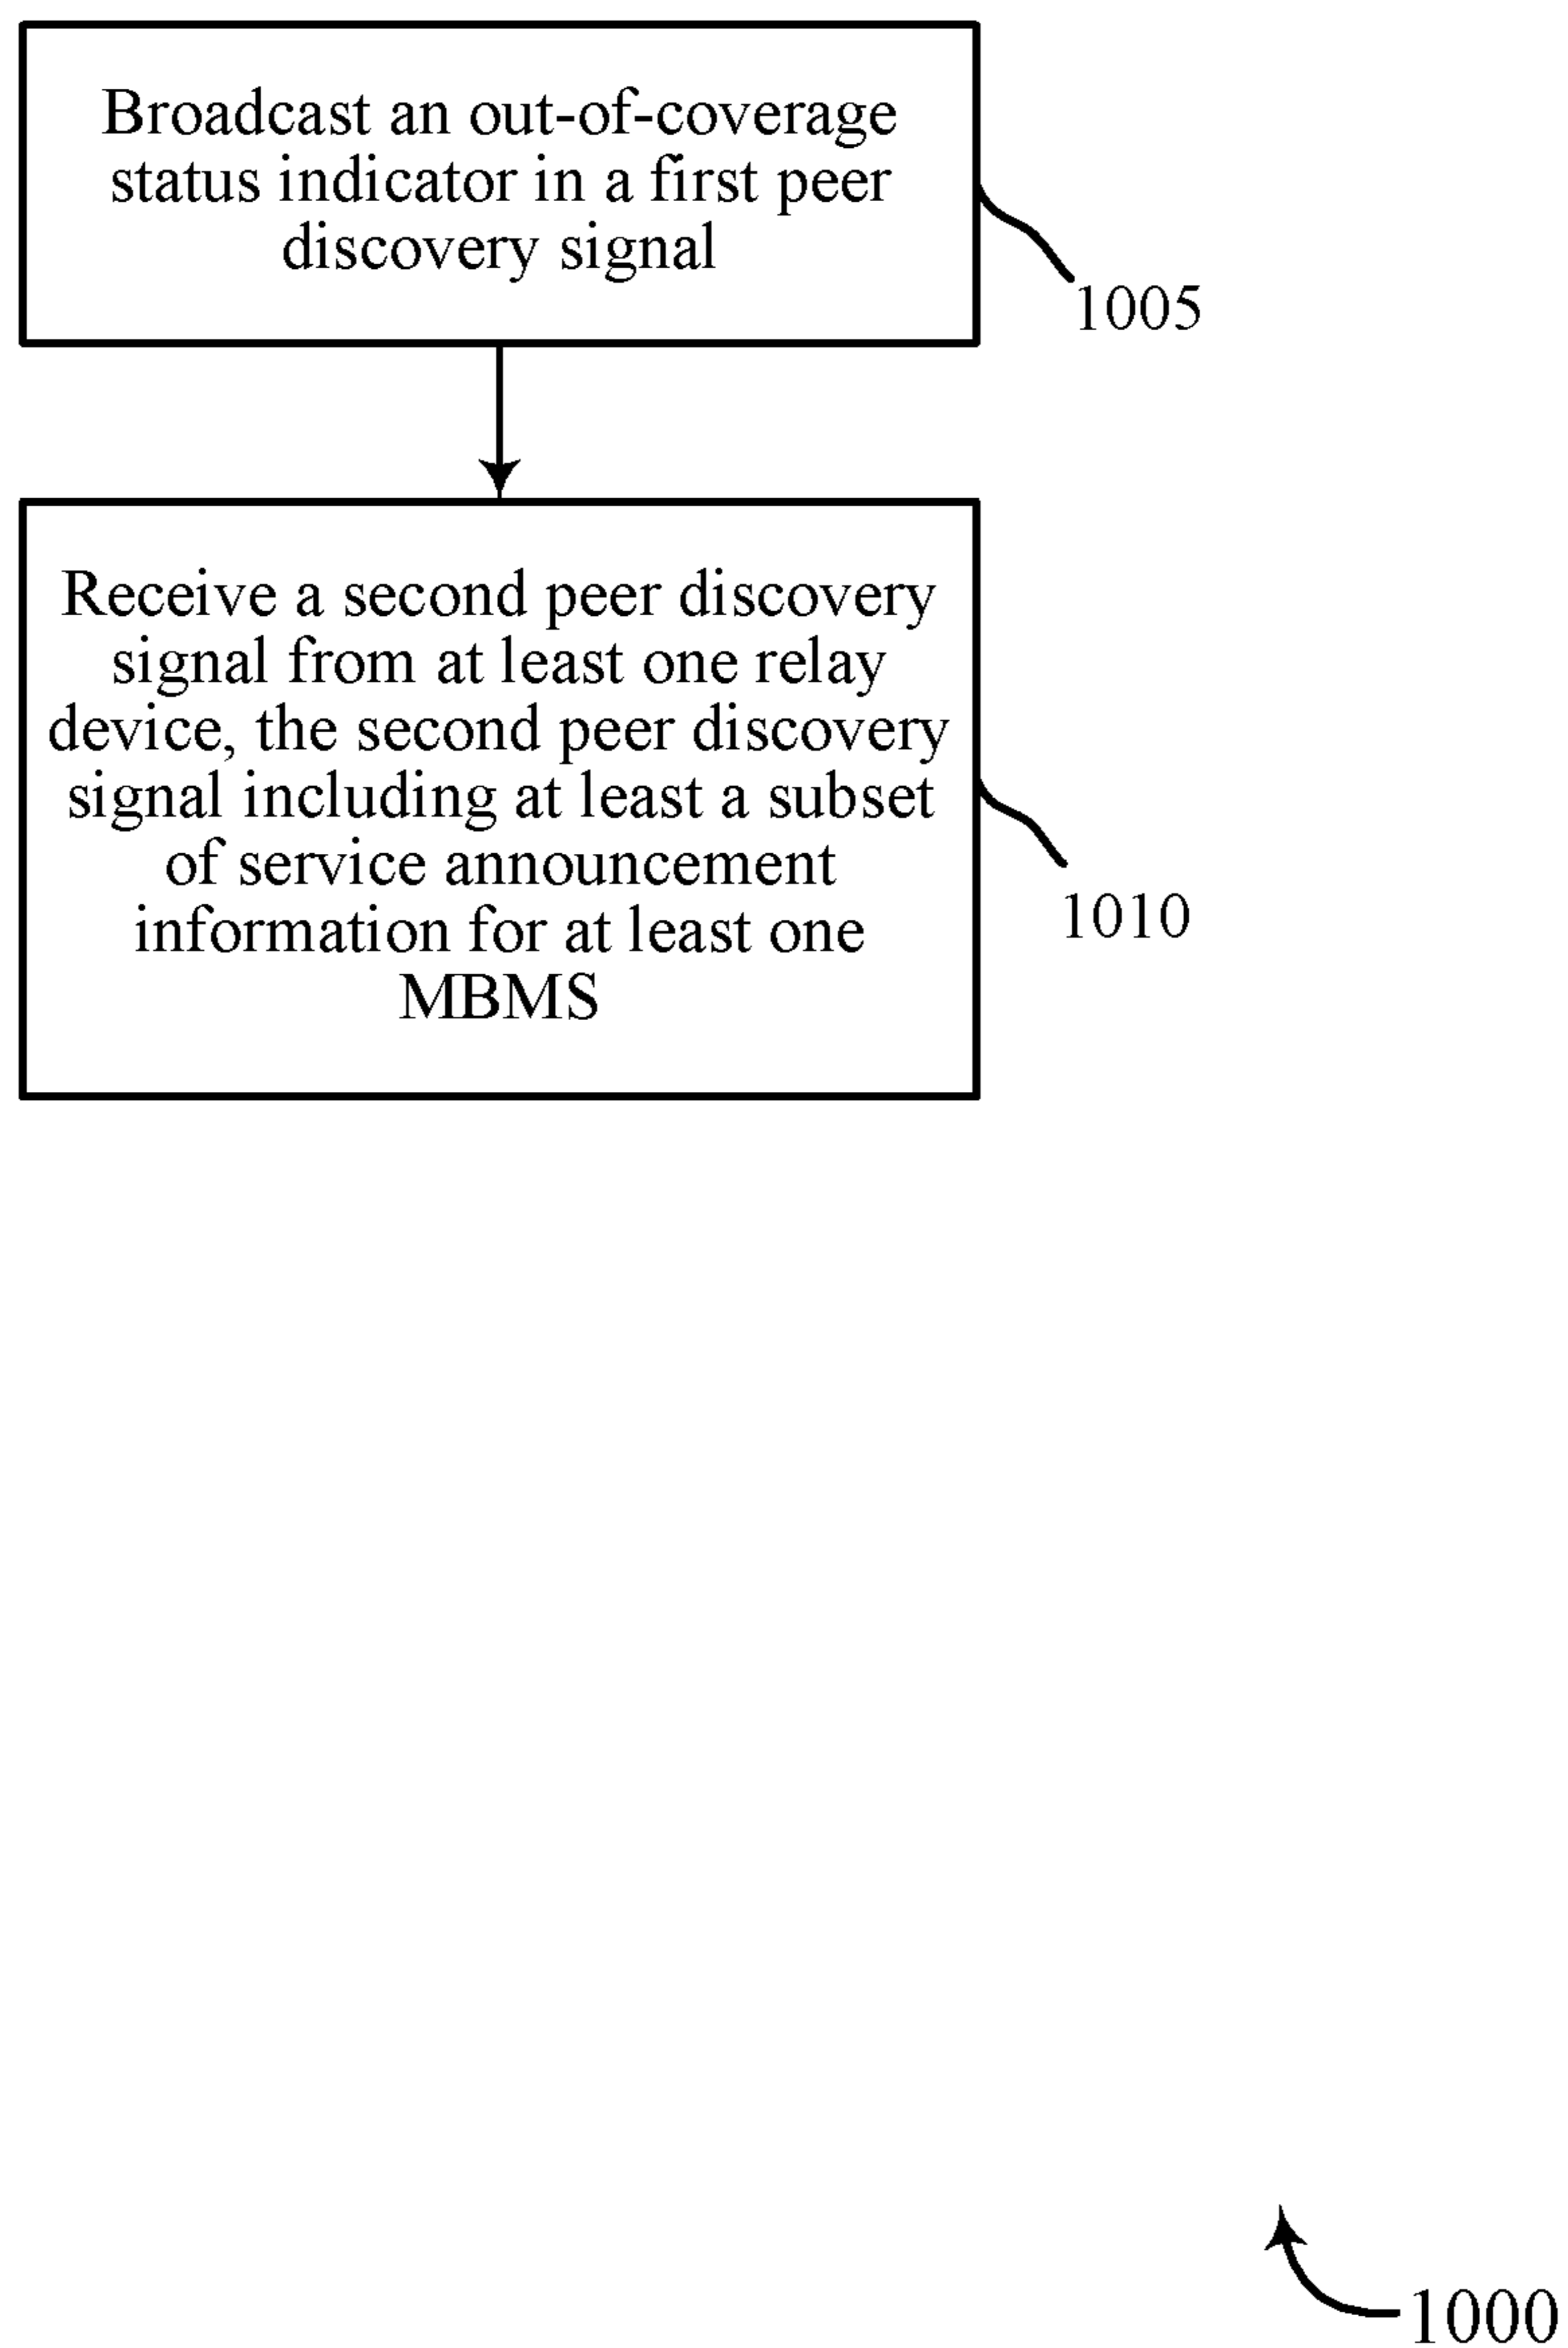 Broadcast an out-of-coverage
status indicator in a first peer
discovery signal
1005
Receive a second peer discovery
signal from at least one relay
device, the second peer discovery
signal including at least a subset
of service announcement
information for at least one
MBMS
1010
1000